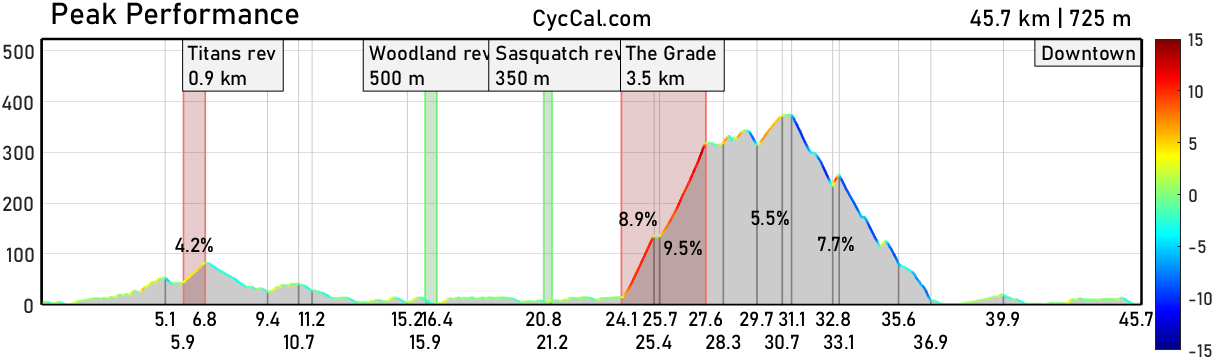 Peak Performance
CycCal.com
45.7 km | 725 m
Titans rev
0.9 km
Woodland rev
500 m
Sasquatch rev
350 m
The Grade
3.5 km
Downtown
500
400
300
200
100
0
4.2%
8.9%
9.5%
5.5%
7.7%
5.1 6.8 9.4 11.2 15.2 16.4 20.8 24.1 25.7 27.6 29.7 31.1 32.8 35.6 39.9 45.7
5.9 10.7 15.9 21.2 25.4 28.3 30.7 33.1 36.9
15
10
5
0
−5
−10
−15